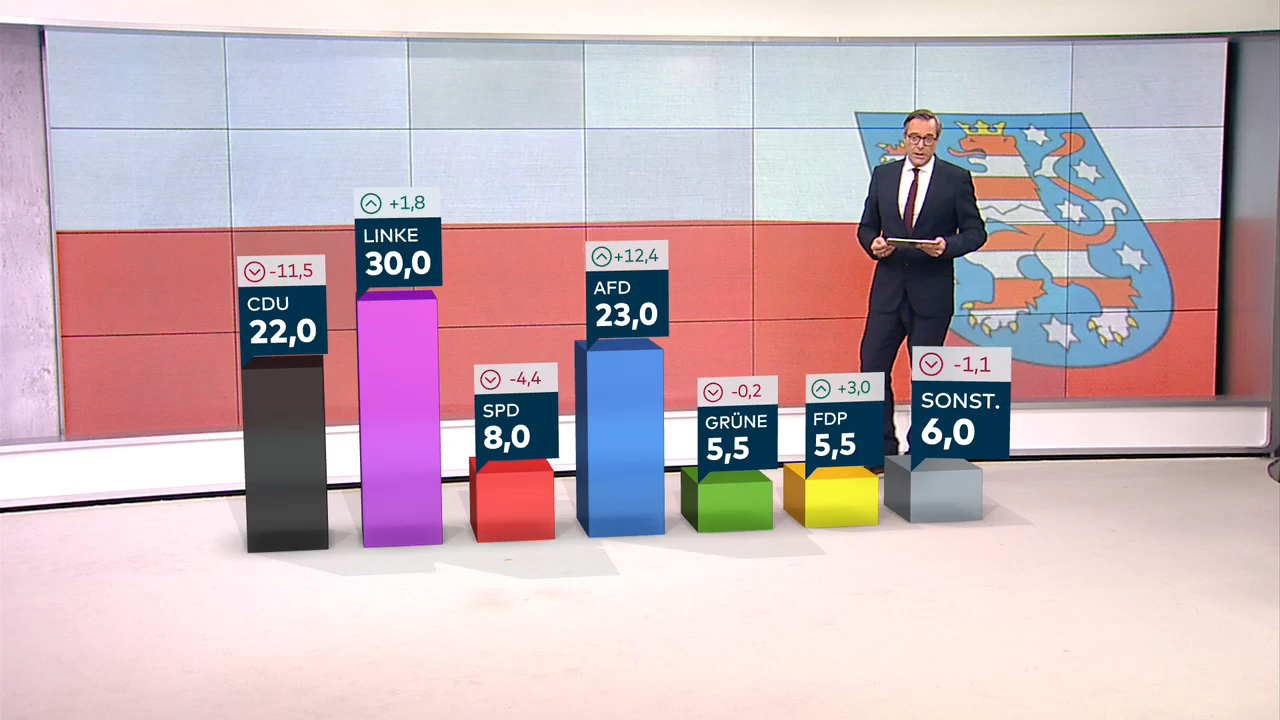 -11,5
CDU
22,0
+1,8
LINKE
30,0
-4,4
SPD
8,0
+12,4
AFD
23,0
-0,2
GRÜNE
5,5
+3,0
FDP
5,5
-1,1
SONST.
6,0